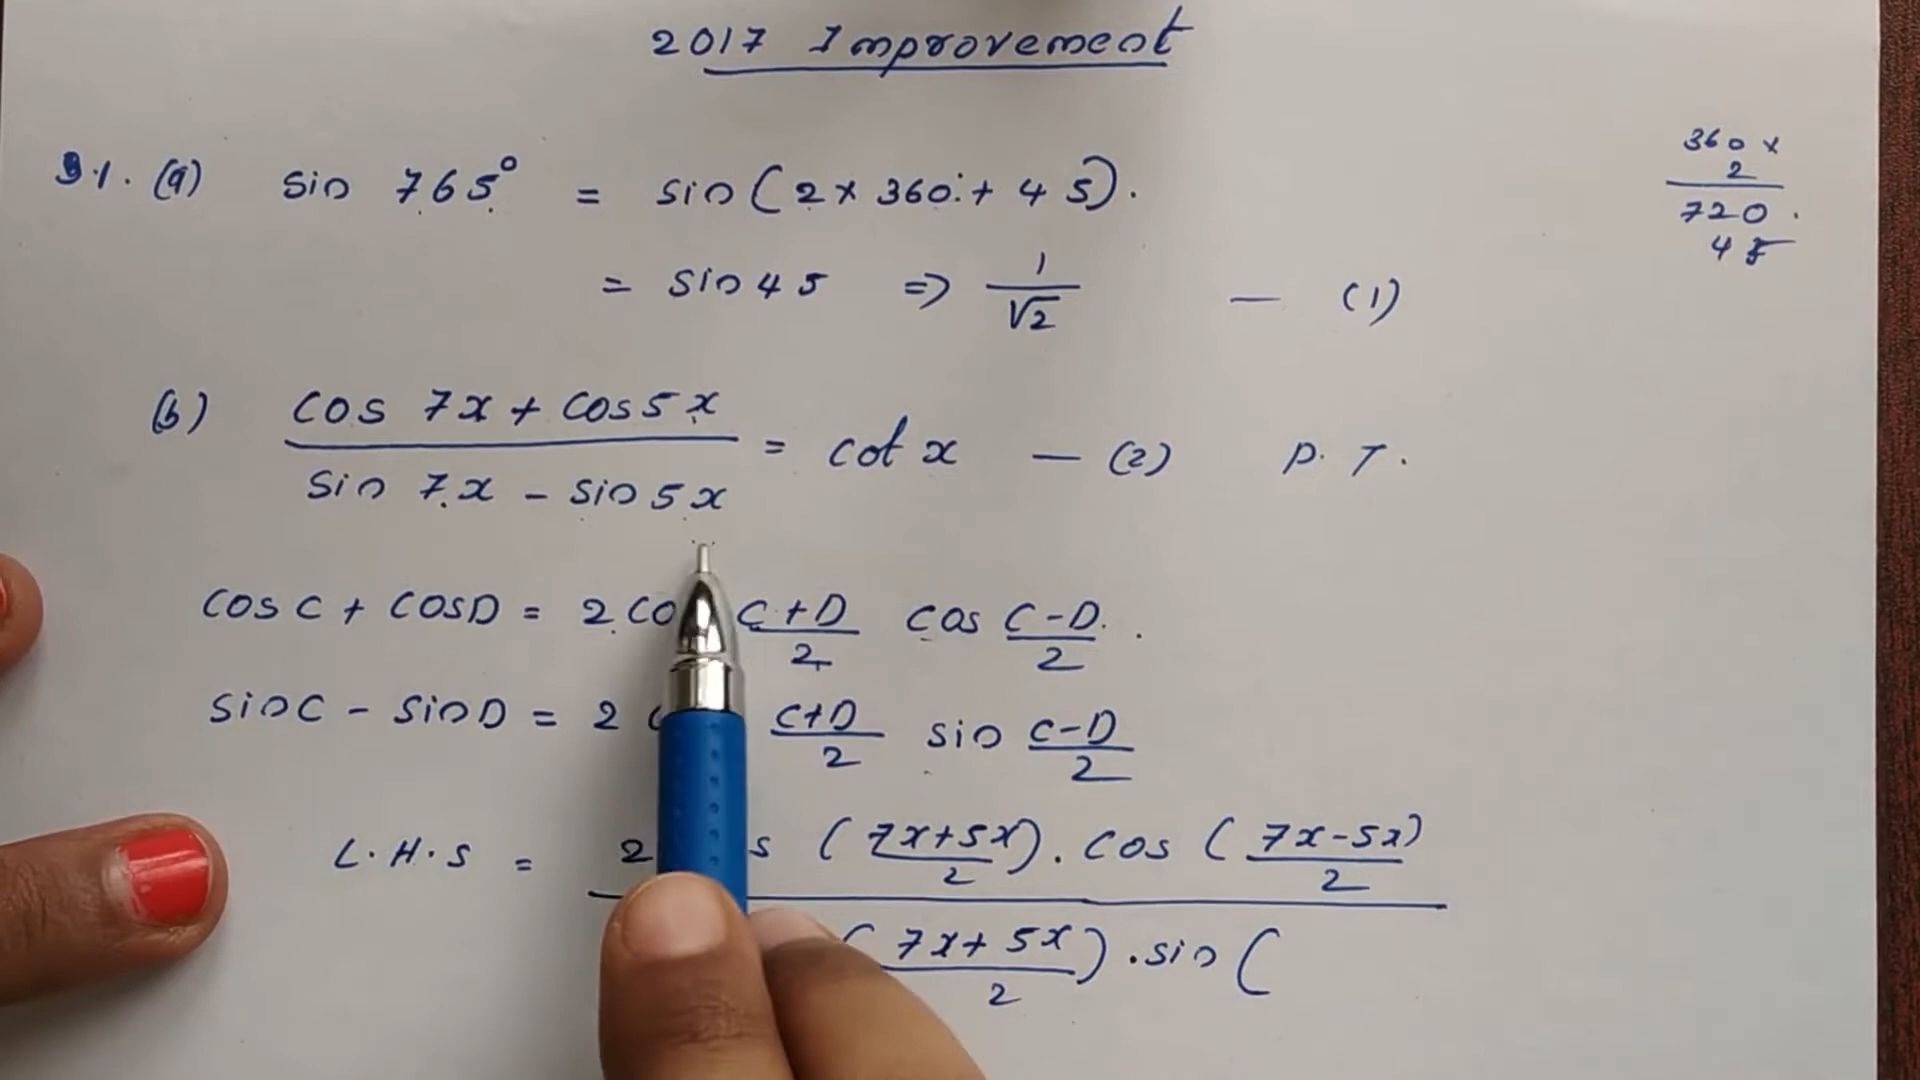 2017 Improvement
31. (a) sin 765° = sin (2 x 360° + 45).
= sin 45 ⇒ 1/√2 — (1)
360 x
2
720.
45
(b) cos 7x + cos 5x / sin 7x - sin 5x = cot x — (2) P.T.
cos C + cos D = 2 C+D/2 cos C-D/2.
sin C - sin D = 2 C+D/2 sin C-D/2
L.H.S = 2 (7x+5x/2). cos (7x-5x/2)
(7x+5x/2). sin (